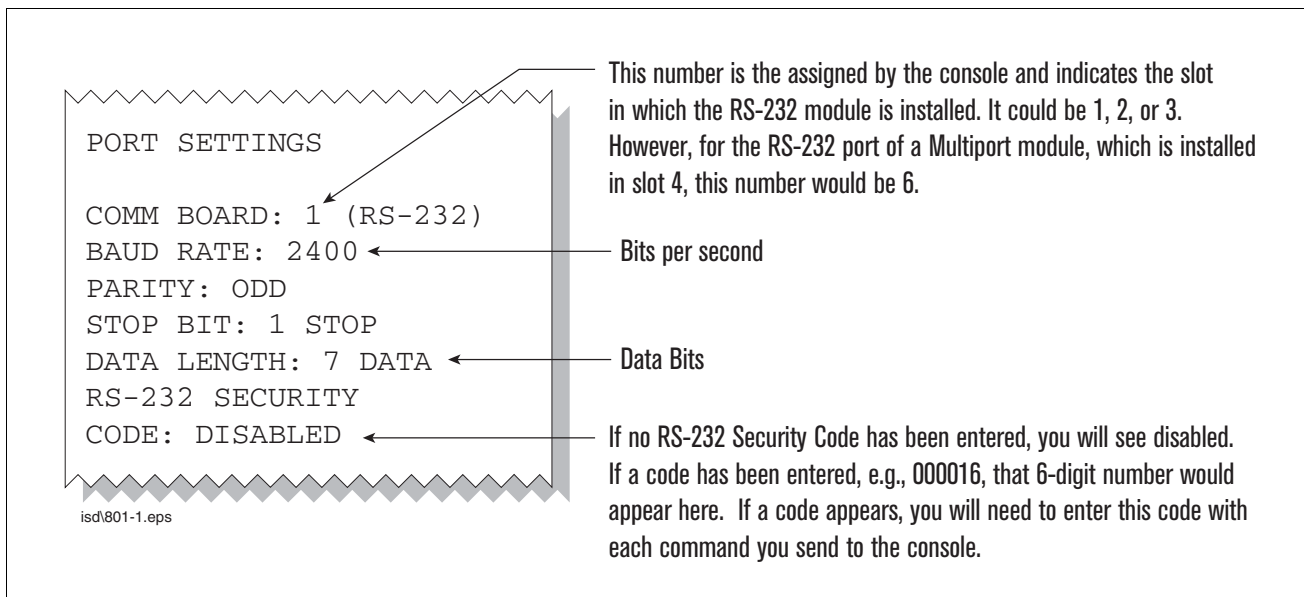 This number is the assigned by the console and indicates the slot
in which the RS-232 module is installed. It could be 1, 2, or 3.
However, for the RS-232 port of a Multiport module, which is installed
in slot 4, this number would be 6.
PORT SETTINGS
COMM BOARD: 1 (RS-232)
BAUD RATE: 2400
Bits per second
PARITY: ODD
STOP BIT: 1 STOP
DATA LENGTH: 7 DATA
Data Bits
RS-232 SECURITY
CODE: DISABLED
If no RS-232 Security Code has been entered, you will see disabled.
If a code has been entered, e.g., 000016, that 6-digit number would
appear here. If a code appears, you will need to enter this code with
each command you send to the console.
isd\801-1.eps